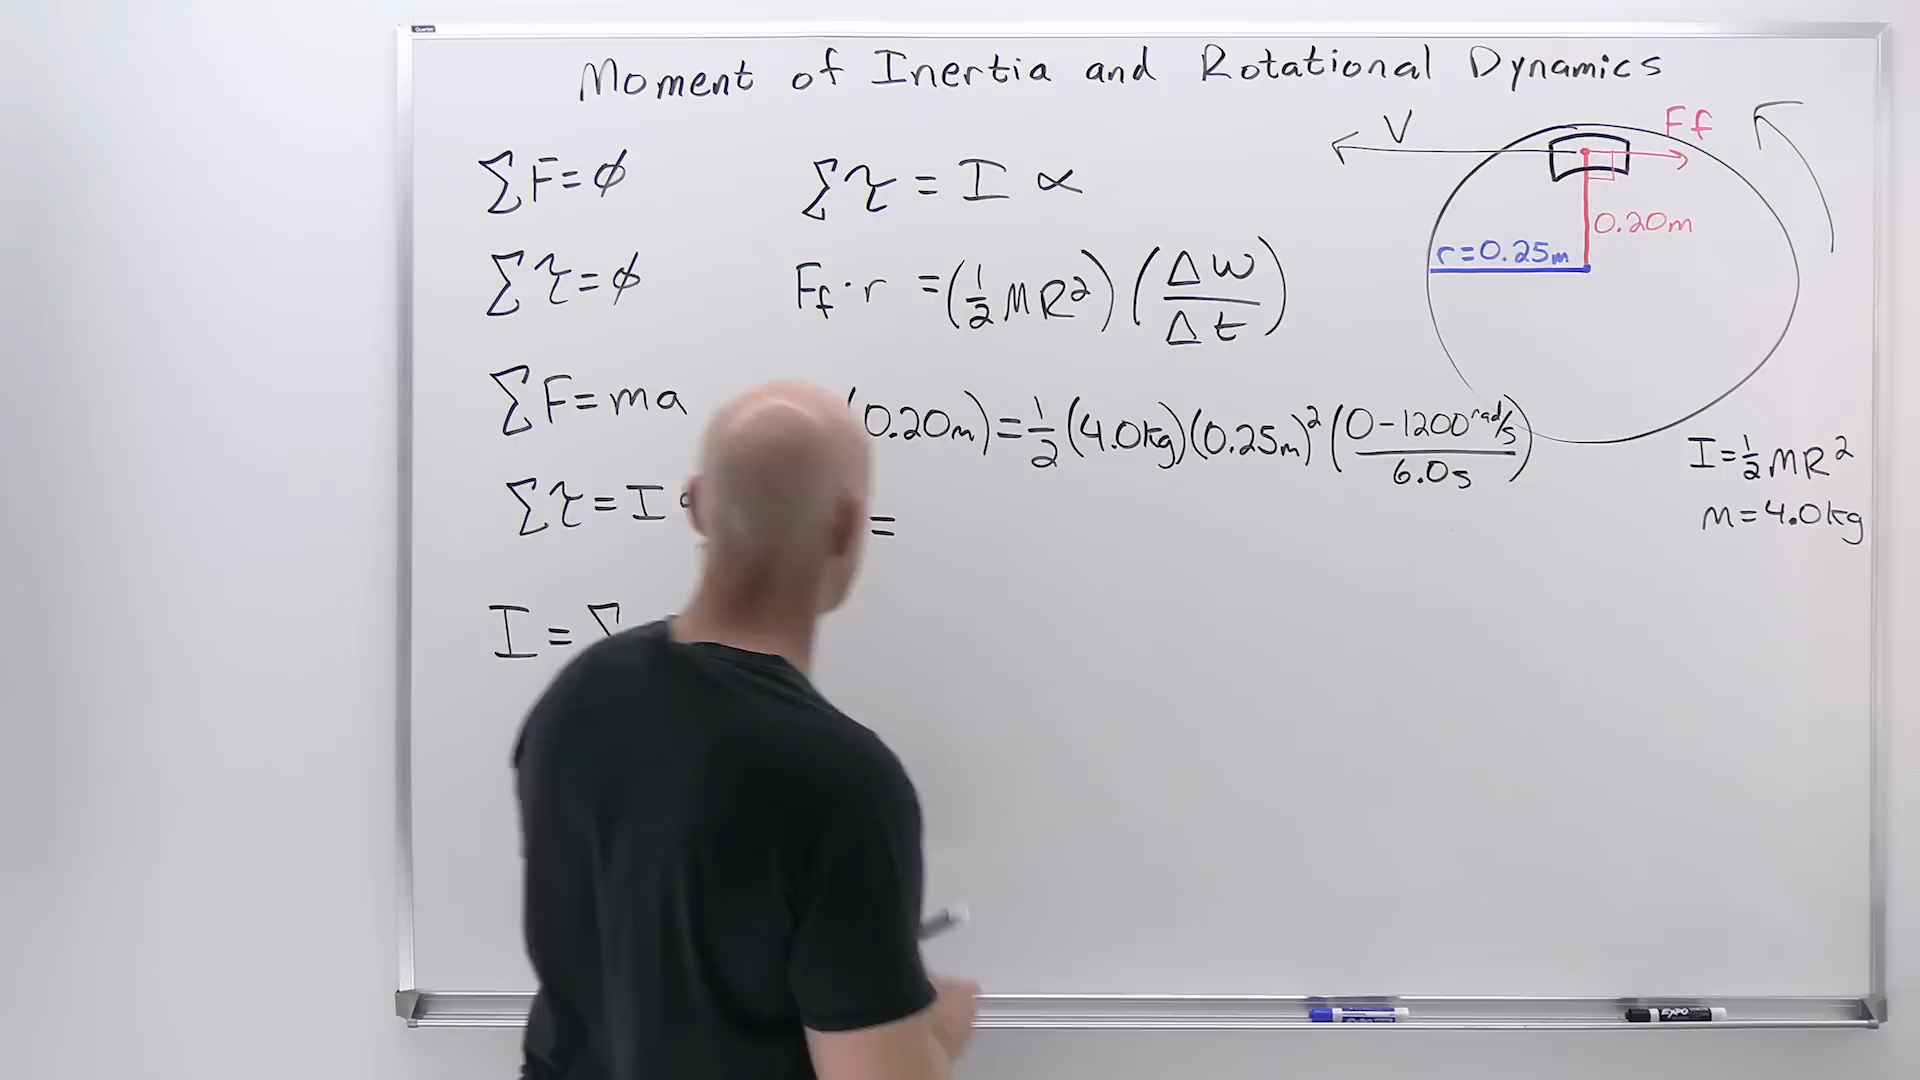 Moment of Inertia and Rotational Dynamics
ΣF=∅
Στ=∅
ΣF=ma
Στ=I
I=Σ
Στ = I ∝
Ff·r = (1/2 MR²) (Δω/Δt)
(0.20m) = 1/2 (4.0kg)(0.25m)² (0-1200 rad/s / 6.0s)
=
V
Ff
0.20m
r=0.25m
I=1/2 MR²
m=4.0kg
EXPO